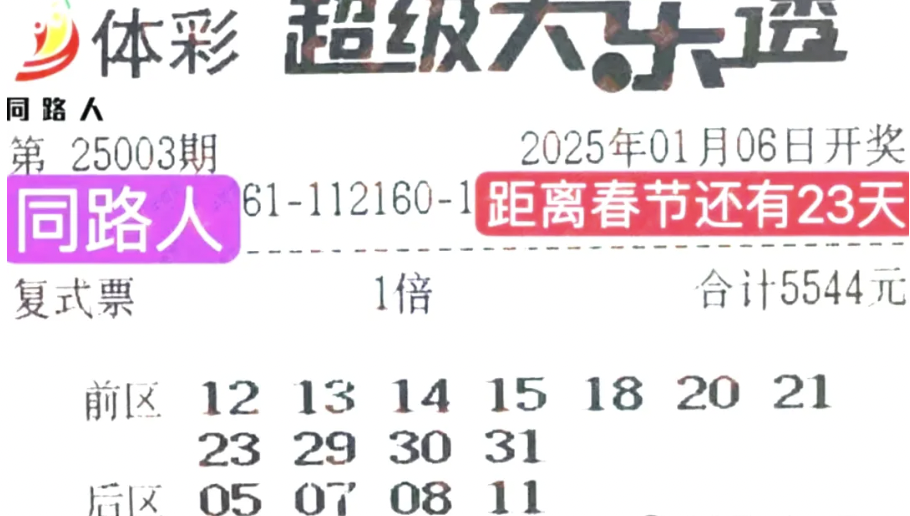 体彩 超级大乐透
同路人
第 25003期 2025年01月06日开奖
同路人 61-112160-1 距离春节还有23天
复式票 1倍 合计5544元
前区 12 13 14 15 18 20 21
23 29 30 31
后区 05 07 08 11